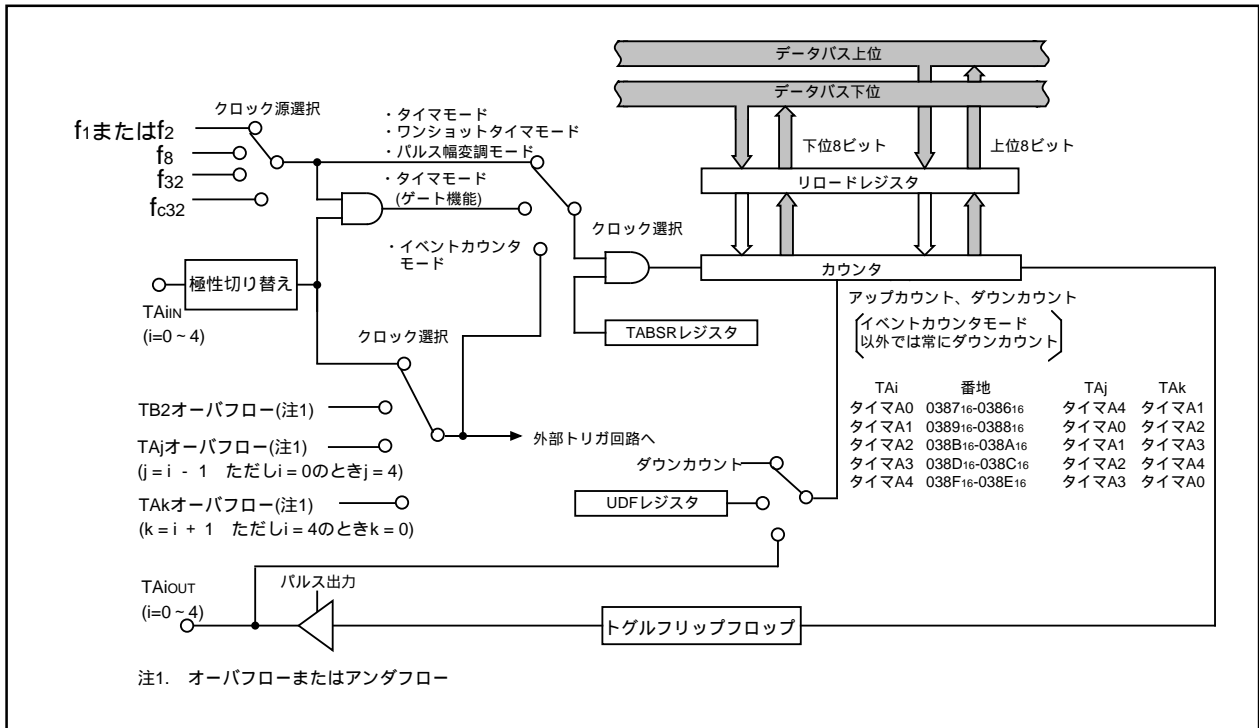 データバス上位
データバス下位
クロック源選択
f1またはf2
f8
f32
fC32
・タイマモード
・ワンショットタイマモード
・パルス幅変調モード
・タイマモード
(ゲート機能)
・イベントカウンタ
モード
下位8ビット
上位8ビット
リロードレジスタ
クロック選択
カウンタ
極性切り替え
TAiIN
(i=0 ~ 4)
TABSRレジスタ
アップカウント、ダウンカウント
イベントカウンタモード
以外では常にダウンカウント
クロック選択
TB2オーバフロー(注1)
TAjオーバフロー(注1)
(j = i - 1 ただしi = 0のときj = 4)
TAkオーバフロー(注1)
(k = i + 1 ただしi = 4のときk = 0)
外部トリガ回路へ
TAi 番地 TAj TAk
タイマA0 038716-038616 タイマA4 タイマA1
タイマA1 038916-038816 タイマA0 タイマA2
タイマA2 038B16-038A16 タイマA1 タイマA3
タイマA3 038D16-038C16 タイマA2 タイマA4
タイマA4 038F16-038E16 タイマA3 タイマA0
ダウンカウント
UDFレジスタ
TAiOUT
(i=0 ~ 4)
パルス出力
トグルフリップフロップ
注1. オーバフローまたはアンダフロー